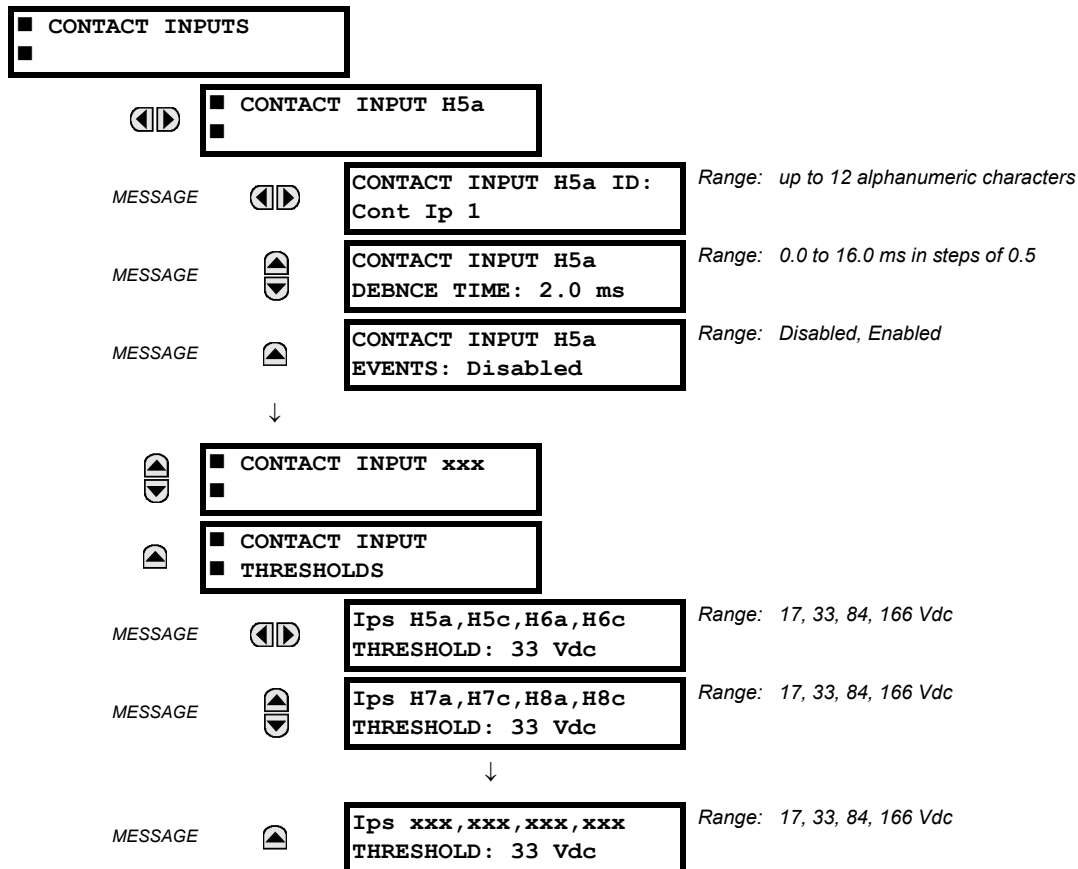 ■ CONTACT INPUTS
■
■ CONTACT INPUT H5a
■
MESSAGE
CONTACT INPUT H5a ID:
Cont Ip 1
Range: up to 12 alphanumeric characters
MESSAGE
CONTACT INPUT H5a
DEBNCE TIME: 2.0 ms
Range: 0.0 to 16.0 ms in steps of 0.5
MESSAGE
CONTACT INPUT H5a
EVENTS: Disabled
Range: Disabled, Enabled
↓
■ CONTACT INPUT xxx
■
■ CONTACT INPUT
■ THRESHOLDS
MESSAGE
Ips H5a,H5c,H6a,H6c
THRESHOLD: 33 Vdc
Range: 17, 33, 84, 166 Vdc
MESSAGE
Ips H7a,H7c,H8a,H8c
THRESHOLD: 33 Vdc
Range: 17, 33, 84, 166 Vdc
↓
MESSAGE
Ips xxx,xxx,xxx,xxx
THRESHOLD: 33 Vdc
Range: 17, 33, 84, 166 Vdc